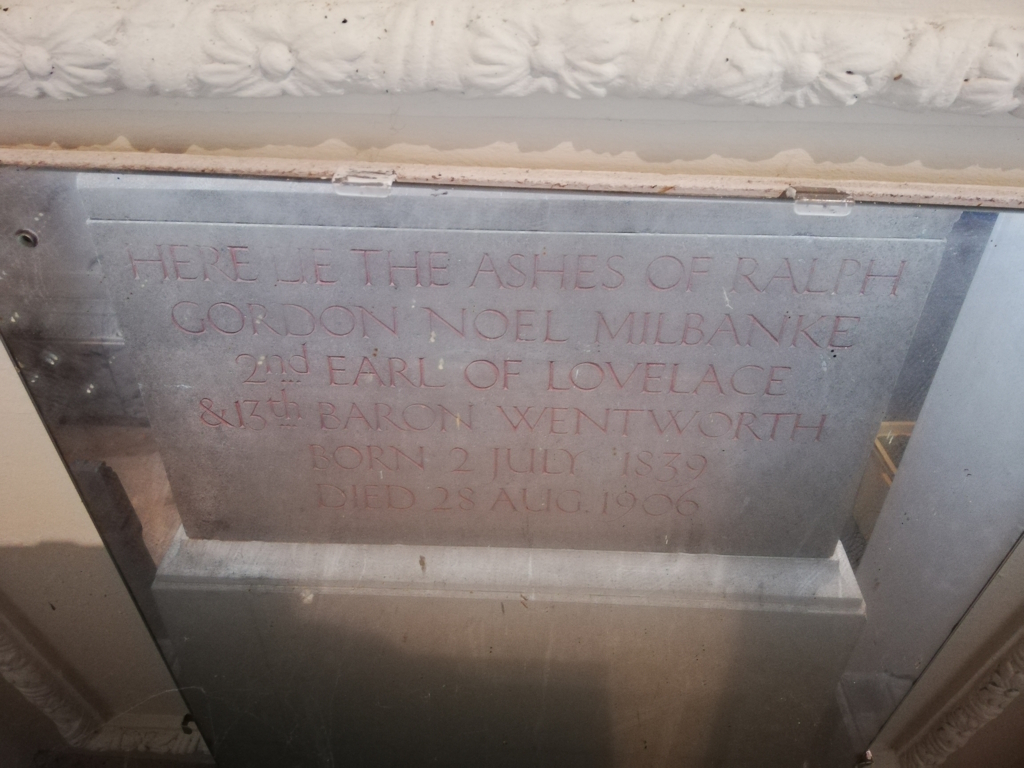 HERE LIE THE ASHES OF RALPH
GORDON NOEL MILBANKE
2nd EARL OF LOVELACE
& 13th BARON WENTWORTH
BORN 2 JULY 1839
DIED 28 AUG. 1906